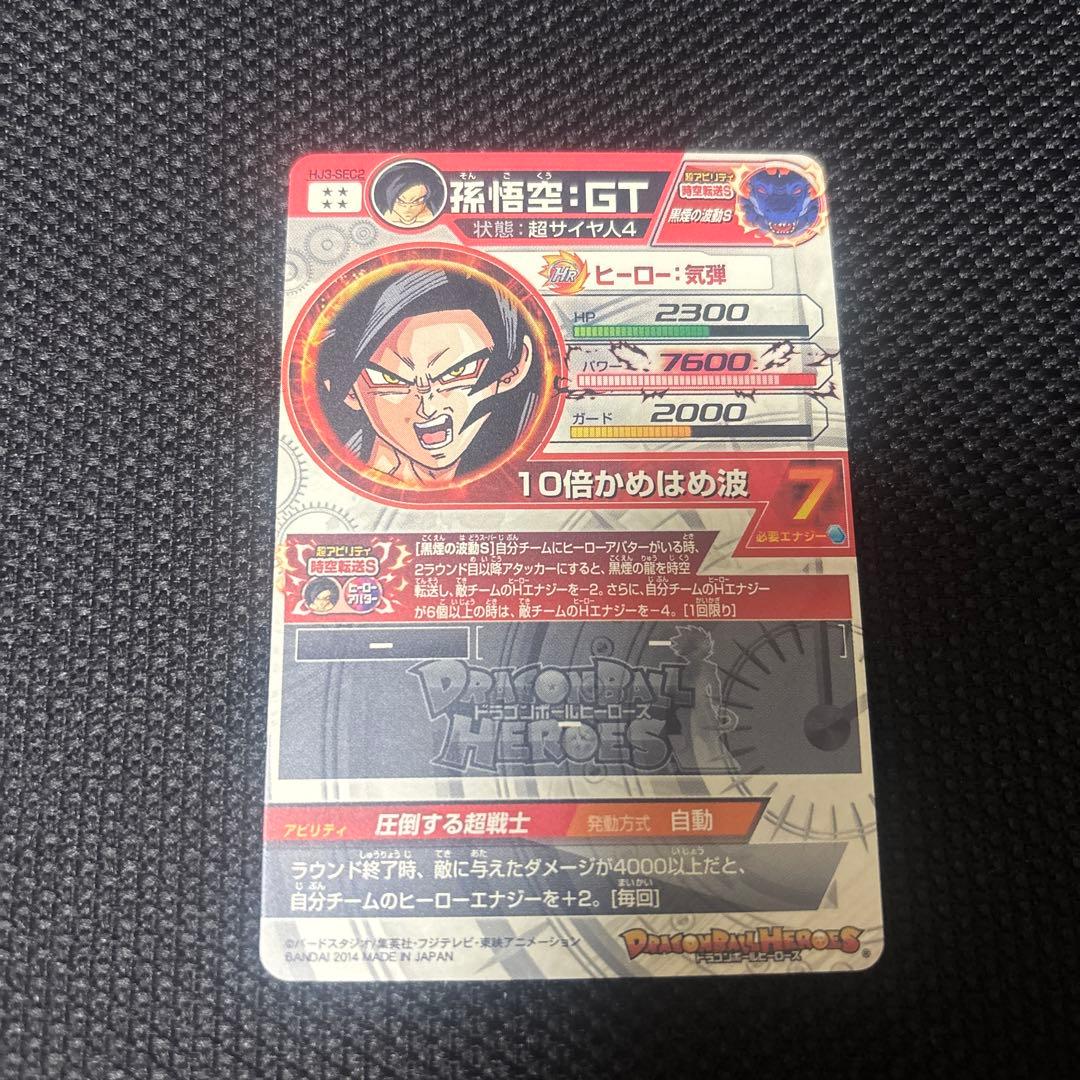 HJ3-SEC2
そん ご くう
孫悟空:GT
状態:超サイヤ人4
超アビリティ
時空転送S
黒煙の波動S
HR ヒーロー:気弾
HP 2300
パワー 7600
ガード 2000
10倍かめはめ波
7
必要エナジー
超アビリティ
時空転送S
ヒーロー
アバター
[黒煙の波動S]自分チームにヒーローアバターがいる時、
2ラウンド目以降アタッカーにすると、黒煙の龍を時空
転送し、敵チームのHエナジーを−2。さらに、自分チームのHエナジー
が6個以上の時は、敵チームのHエナジーを−4。[1回限り]
ー [ ー ]
DRAGONBALL
ドラゴンボールヒーローズ
HEROES
ー
アビリティ 圧倒する超戦士 発動方式 自動
ラウンド終了時、敵に与えたダメージが4000以上だと、
自分チームのヒーローエナジーを+2。[毎回]
©バードスタジオ/集英社・フジテレビ・東映アニメーション
BANDAI 2014 MADE IN JAPAN
DRAGONBALL HEROES
ドラゴンボールヒーローズ ®